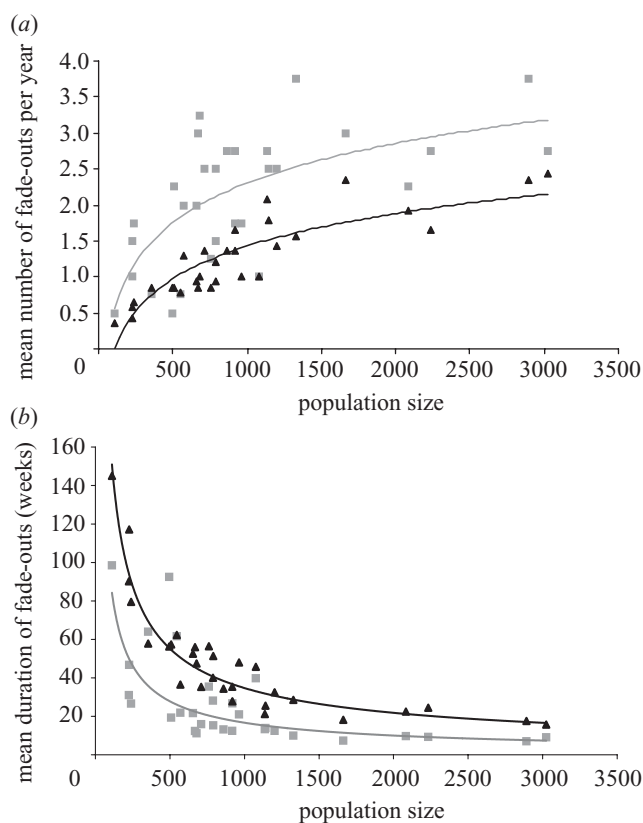 (a)
mean number of fade-outs per year
4.0
3.5
3.0
2.5
2.0
1.5
1.0
0.5
0
500 1000 1500 2000 2500 3000 3500
population size
(b)
mean duration of fade-outs (weeks)
160
140
120
100
80
60
40
20
0
500 1000 1500 2000 2500 3000 3500
population size